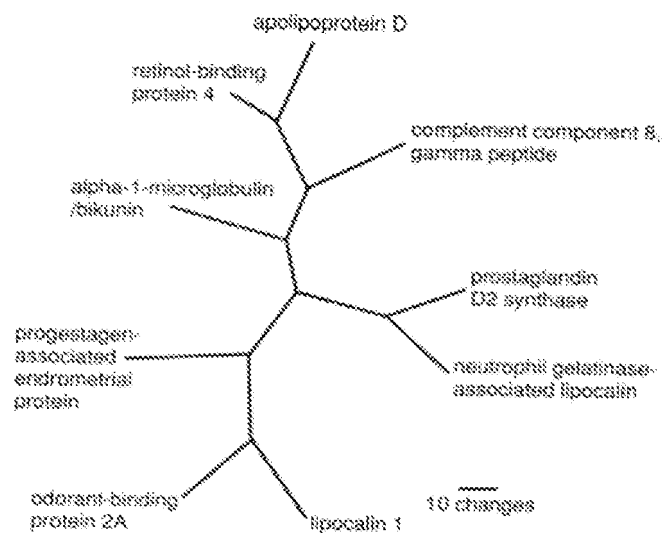 apolipoprotein D
retinol-binding
protein 4
complement component 8,
gamma peptide
alpha-1-microglobulin
/bikunin
prostaglandin
D2 synthase
progestagen-
associated
endrometrial
protein
neutrophil gelatinase-
associated lipocalin
odorant-binding
protein 2A
lipocalin 1
10 changes